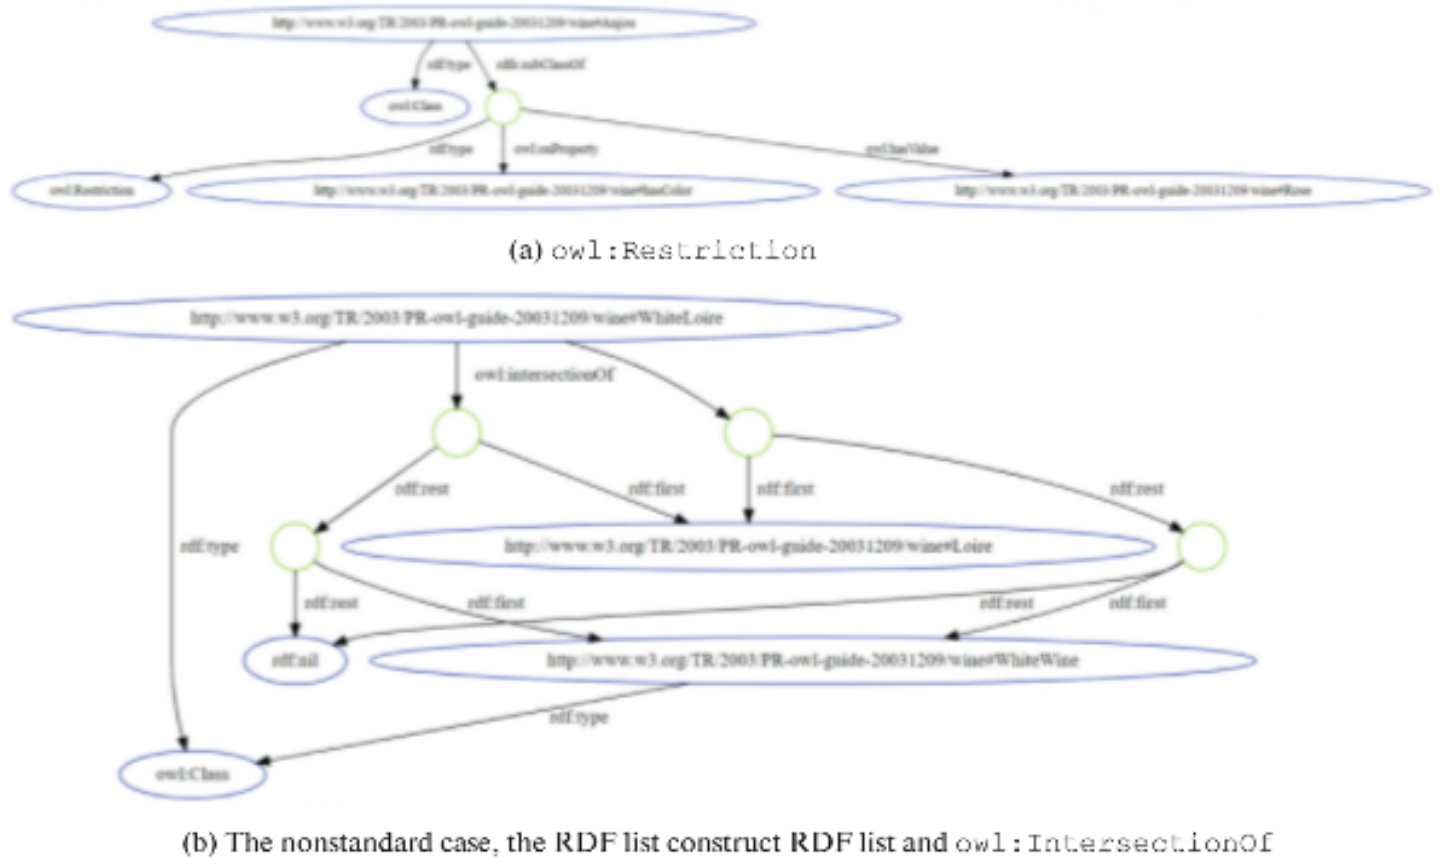 http://www.w3.org/TR/2003/PR-owl-guide-20031209/wine#Anjou
rdf:type
rdfs:subClassOf
owl:Class
rdf:type
owl:onProperty
owl:hasValue
owl:Restriction
http://www.w3.org/TR/2003/PR-owl-guide-20031209/wine#hasColor
http://www.w3.org/TR/2003/PR-owl-guide-20031209/wine#Rose
(a) owl:Restriction
http://www.w3.org/TR/2003/PR-owl-guide-20031209/wine#WhiteLoire
owl:intersectionOf
rdf:rest
rdf:first
rdf:first
rdf:rest
rdf:type
http://www.w3.org/TR/2003/PR-owl-guide-20031209/wine#Loire
rdf:rest
rdf:first
rdf:rest
rdf:first
rdf:nil
http://www.w3.org/TR/2003/PR-owl-guide-20031209/wine#WhiteWine
rdf:type
owl:Class
(b) The nonstandard case, the RDF list construct RDF list and owl:IntersectionOf